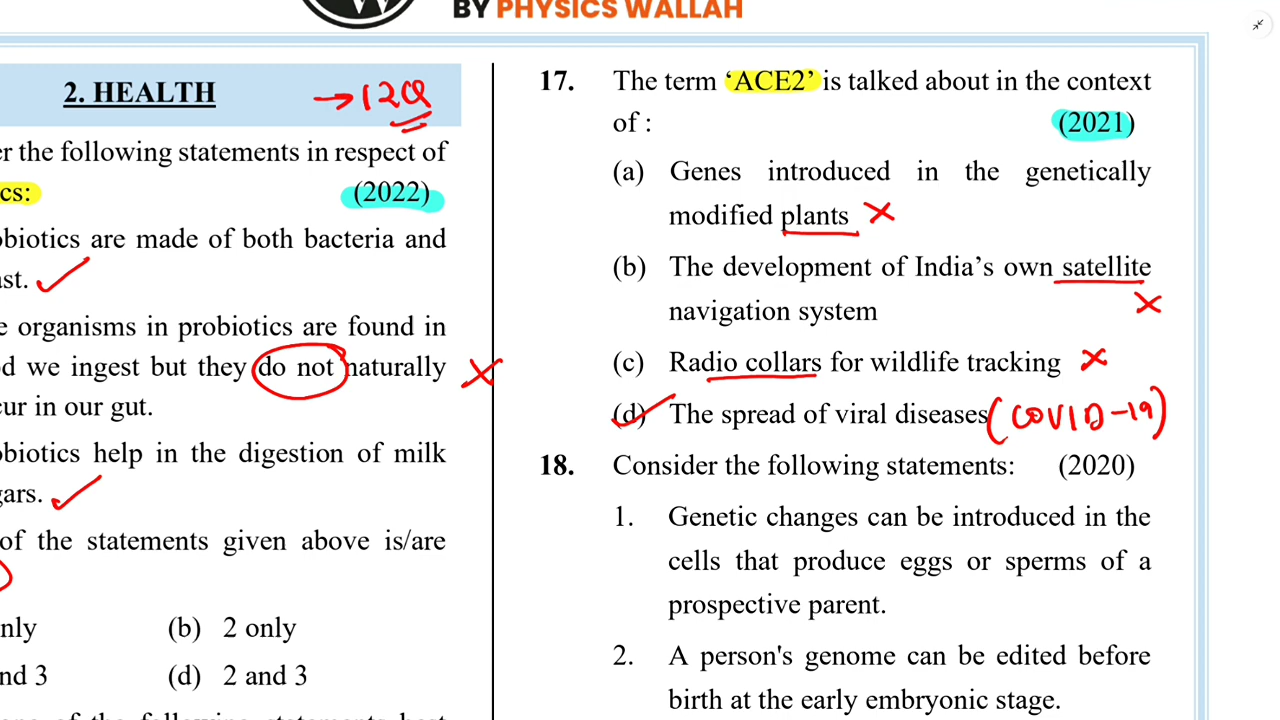 BY PHYSICS WALLAH
2. HEALTH →12Q
er the following statements in respect of
cs: (2022)
obiotics are made of both bacteria and
ast.
e organisms in probiotics are found in
d we ingest but they do not naturally
cur in our gut.
obiotics help in the digestion of milk
gars.
of the statements given above is/are
nly (b) 2 only
nd 3 (d) 2 and 3
17. The term ‘ACE2’ is talked about in the context
of : (2021)
(a) Genes introduced in the genetically
modified plants
(b) The development of India’s own satellite
navigation system
(c) Radio collars for wildlife tracking
(d) The spread of viral diseases (COVID-19)
18. Consider the following statements: (2020)
1. Genetic changes can be introduced in the
cells that produce eggs or sperms of a
prospective parent.
2. A person's genome can be edited before
birth at the early embryonic stage.